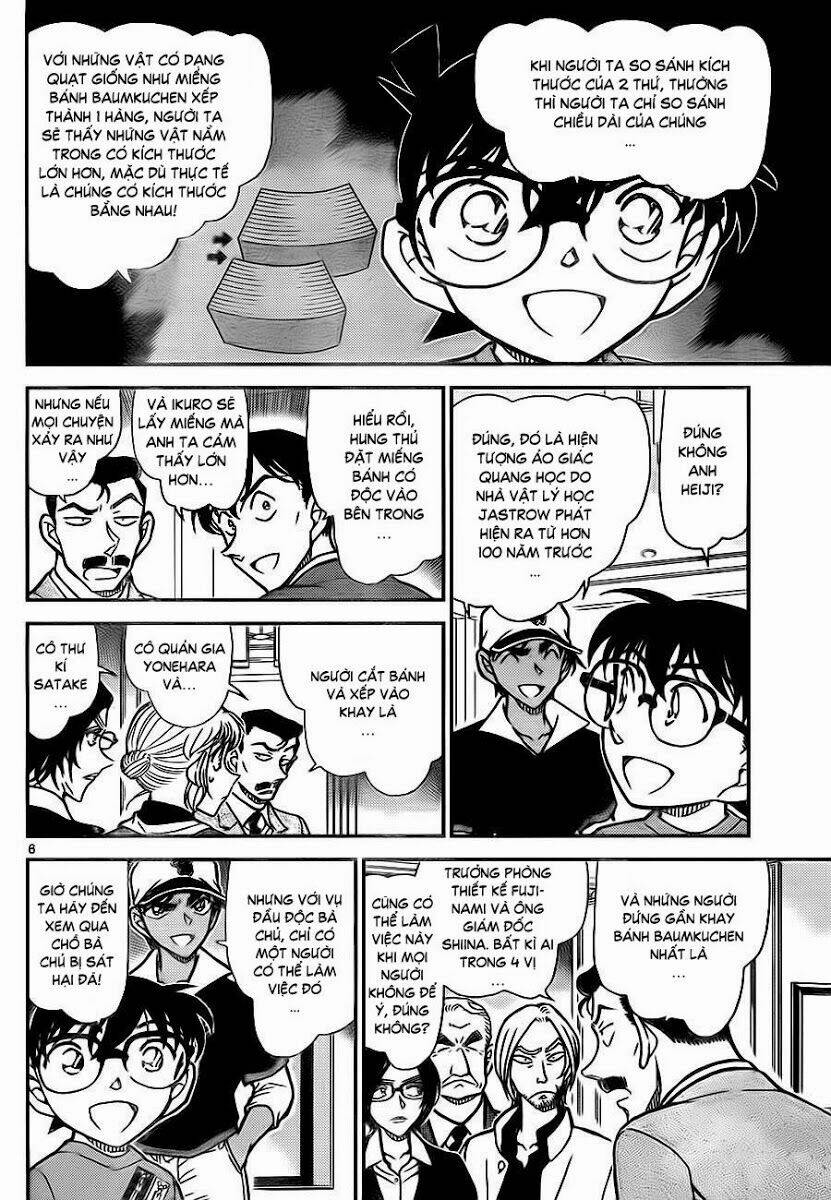 KHI NGƯỜI TA SO SÁNH KÍCH
THƯỚC CỦA 2 THỨ, THƯỜNG
THÌ NGƯỜI TA CHỈ SO SÁNH
CHIỀU DÀI CỦA CHÚNG
...
VỚI NHỮNG VẬT CÓ DẠNG
QUẠT GIỐNG NHƯ MIẾNG
BÁNH BAUMKUCHEN XẾP
THÀNH 1 HÀNG, NGƯỜI TA
SẼ THẤY NHỮNG VẬT NẰM
TRONG CÓ KÍCH THƯỚC
LỚN HƠN, MẶC DÙ THỰC TẾ
LÀ CHÚNG CÓ KÍCH THƯỚC
BẰNG NHAU!
ĐÚNG
KHÔNG
ANH
HEIJI?
ĐÚNG, ĐÓ LÀ HIỆN
TƯỢNG ẢO GIÁC
QUANG HỌC DO
NHÀ VẬT LÝ HỌC
JASTROW PHÁT
HIỆN RA TỪ HƠN
100 NĂM TRƯỚC
...
HIỂU RỒI,
HUNG THỦ
ĐẶT MIẾNG
BÁNH CÓ
ĐỘC VÀO
BÊN TRONG
...
VÀ IKURO SẼ
LẤY MIẾNG MÀ
ANH TA CẢM
THẤY LỚN
HƠN...
NHƯNG NẾU
MỌI CHUYỆN
XẢY RA NHƯ
VẬY
...
NGƯỜI CẮT BÁNH
VÀ XẾP VÀO
KHAY LÀ
...
CÔ QUẢN GIA
YONEHARA
VÀ...
CÔ THƯ
KÍ
SATAKE
...
6
VÀ NHỮNG NGƯỜI
ĐỨNG GẦN KHAY
BÁNH BAUMKUCHEN
NHẤT LÀ
...
TRƯỞNG PHÒNG
THIẾT KẾ FUJI-
NAMI VÀ ÔNG
GIÁM ĐỐC
SHIINA. BẤT KÌ AI
TRONG 4 VỊ
...
CŨNG CÓ
THỂ LÀM
VIỆC NÀY
KHI MỌI
NGƯỜI
KHÔNG ĐỂ
Ý, ĐÚNG
KHÔNG?
NHƯNG VỚI VỤ
ĐẦU ĐỘC BÀ
CHỦ, CHỈ CÓ
MỘT NGƯỜI
CÓ THỂ LÀM
VIỆC ĐÓ
...
GIỜ CHÚNG
TA HÃY ĐẾN
XEM QUA
CHỖ BÀ
CHỦ BỊ SÁT
HẠI ĐÃ!